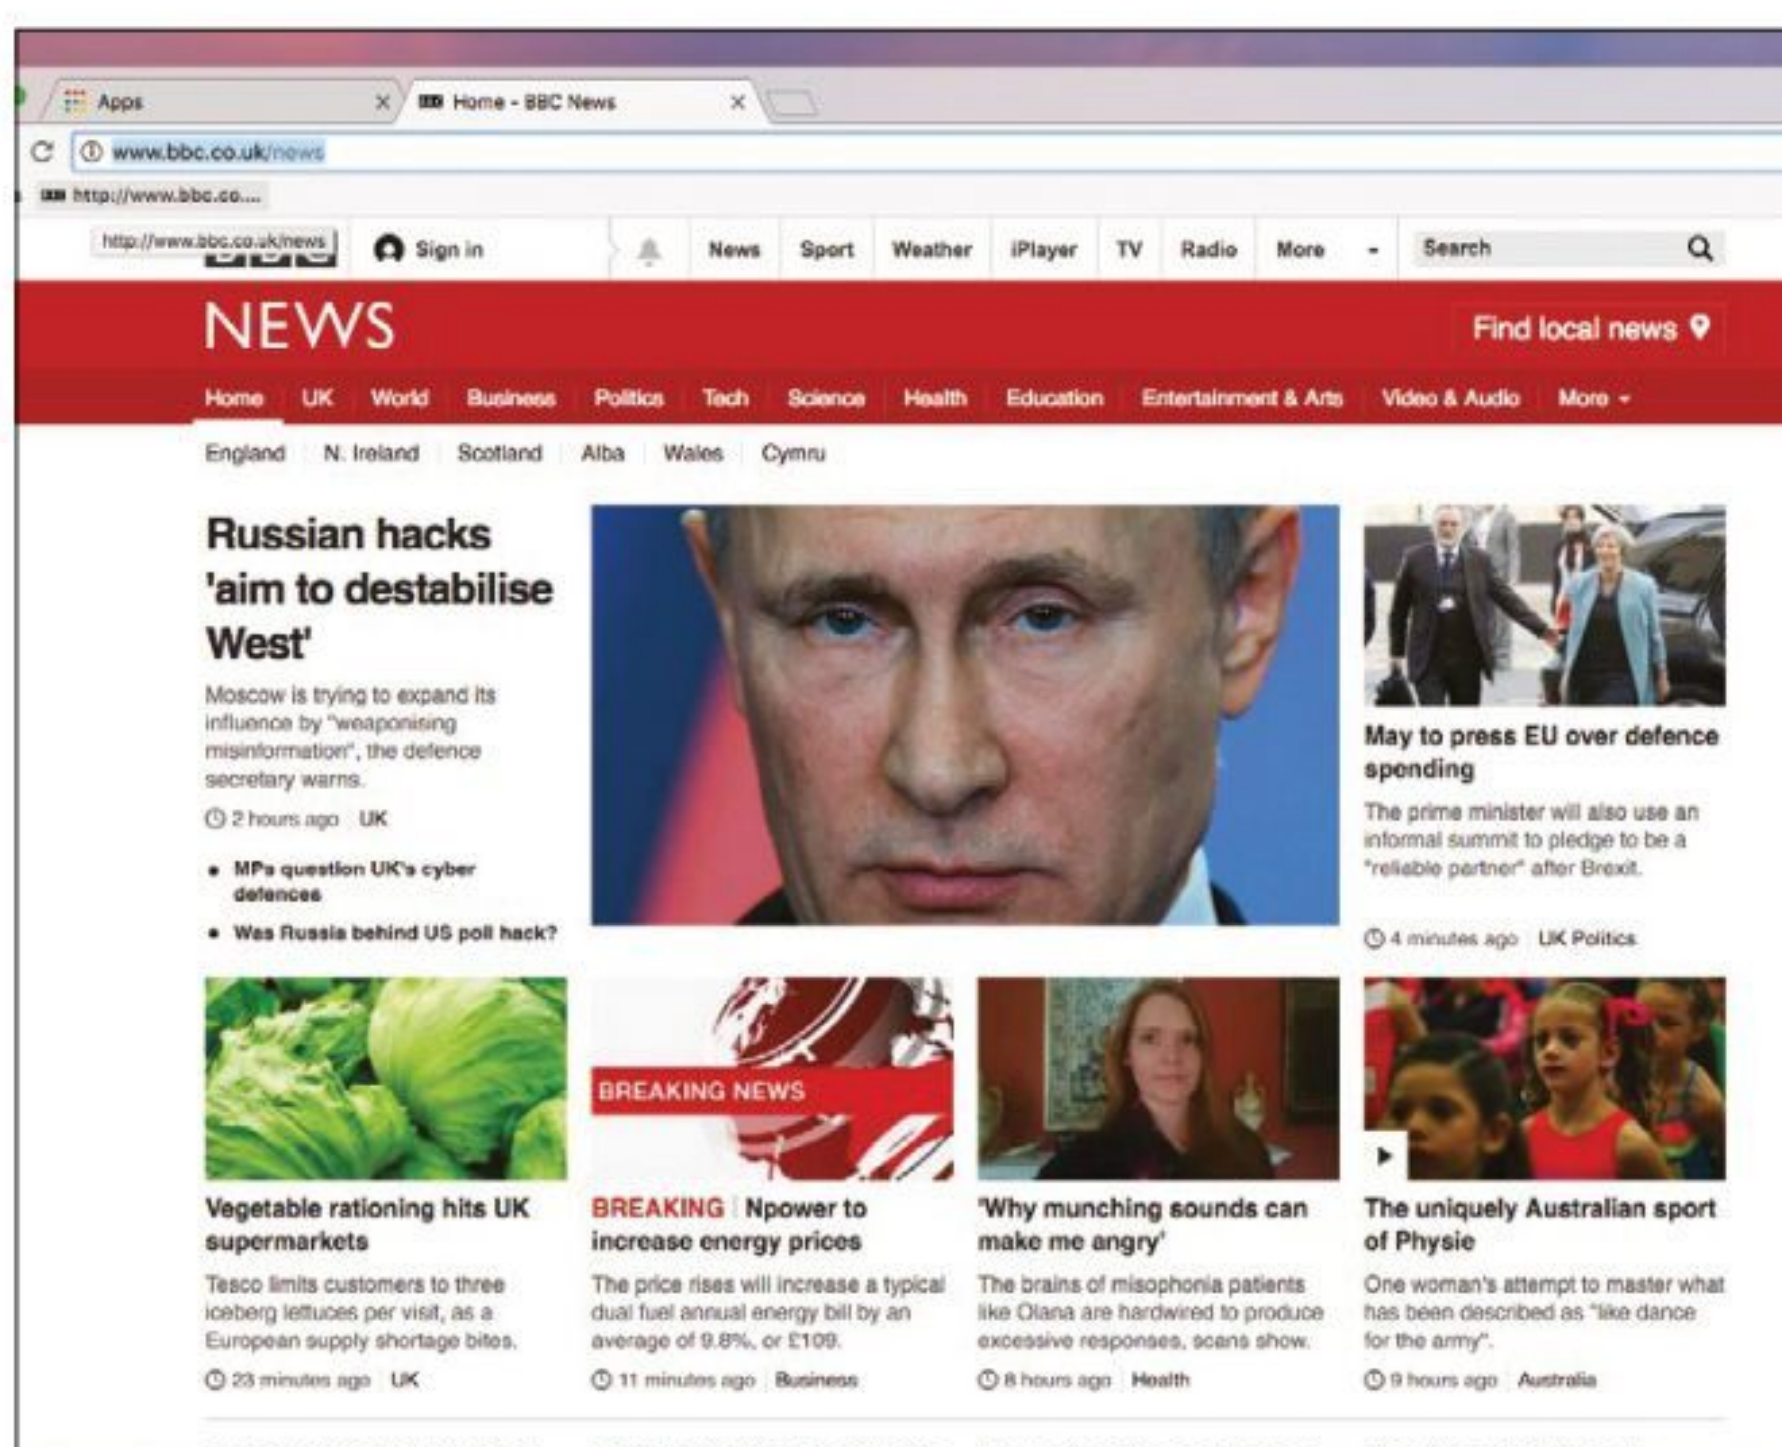 Apps
Home - BBC News
www.bbc.co.uk/news
http://www.bbc.co....
http://www.bbc.co.uk/news
Sign in
News Sport Weather iPlayer TV Radio More
Search
NEWS
Find local news
Home UK World Business Politics Tech Science Health Education Entertainment & Arts Video & Audio More
England N. Ireland Scotland Alba Wales Cymru
Russian hacks
'aim to destabilise
West'
Moscow is trying to expand its
influence by "weaponising
misinformation", the defence
secretary warns.
2 hours ago UK
• MPs question UK's cyber
defences
• Was Russia behind US poll hack?
May to press EU over defence
spending
The prime minister will also use an
informal summit to pledge to be a
"reliable partner" after Brexit.
4 minutes ago UK Politics
Vegetable rationing hits UK
supermarkets
Tesco limits customers to three
iceberg lettuces per visit, as a
European supply shortage bites.
23 minutes ago UK
BREAKING NEWS
BREAKING Npower to
increase energy prices
The price rises will increase a typical
dual fuel annual energy bill by an
average of 9.8%, or £109.
11 minutes ago Business
'Why munching sounds can
make me angry'
The brains of misophonia patients
like Olana are hardwired to produce
excessive responses, scans show.
8 hours ago Health
The uniquely Australian sport
of Physie
One woman's attempt to master what
has been described as "like dance
for the army".
9 hours ago Australia